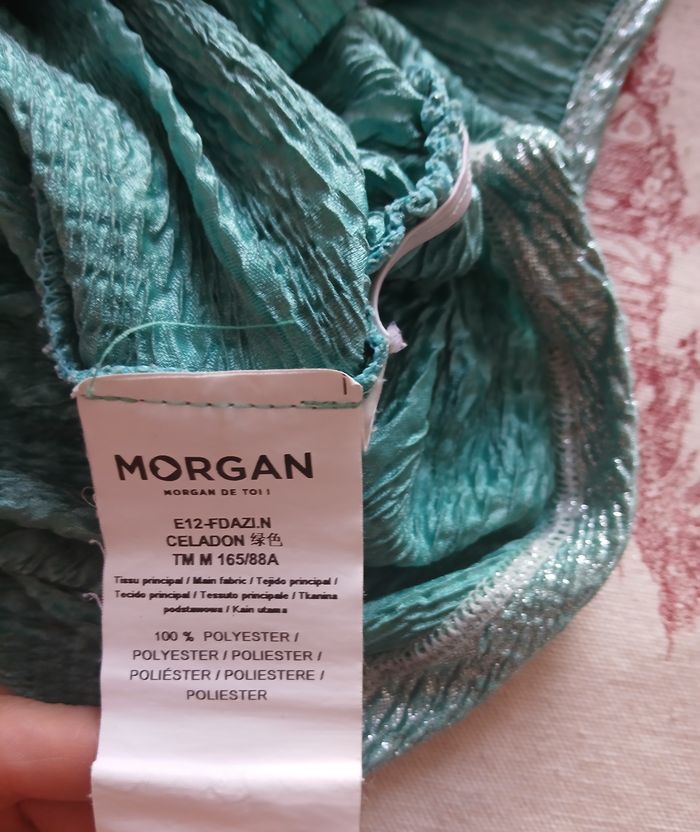 MORGAN
MORGAN DE TOI !
E12-FDAZI.N
CELADON 绿色
TM M 165/88A
Tissu principal / Main fabric / Tejido principal /
Tecido principal / Tessuto principale / Tkanina
podstawowa / Kain utama
100 % POLYESTER /
POLYESTER / POLIESTER /
POLIÉSTER / POLIESTERE /
POLIESTER